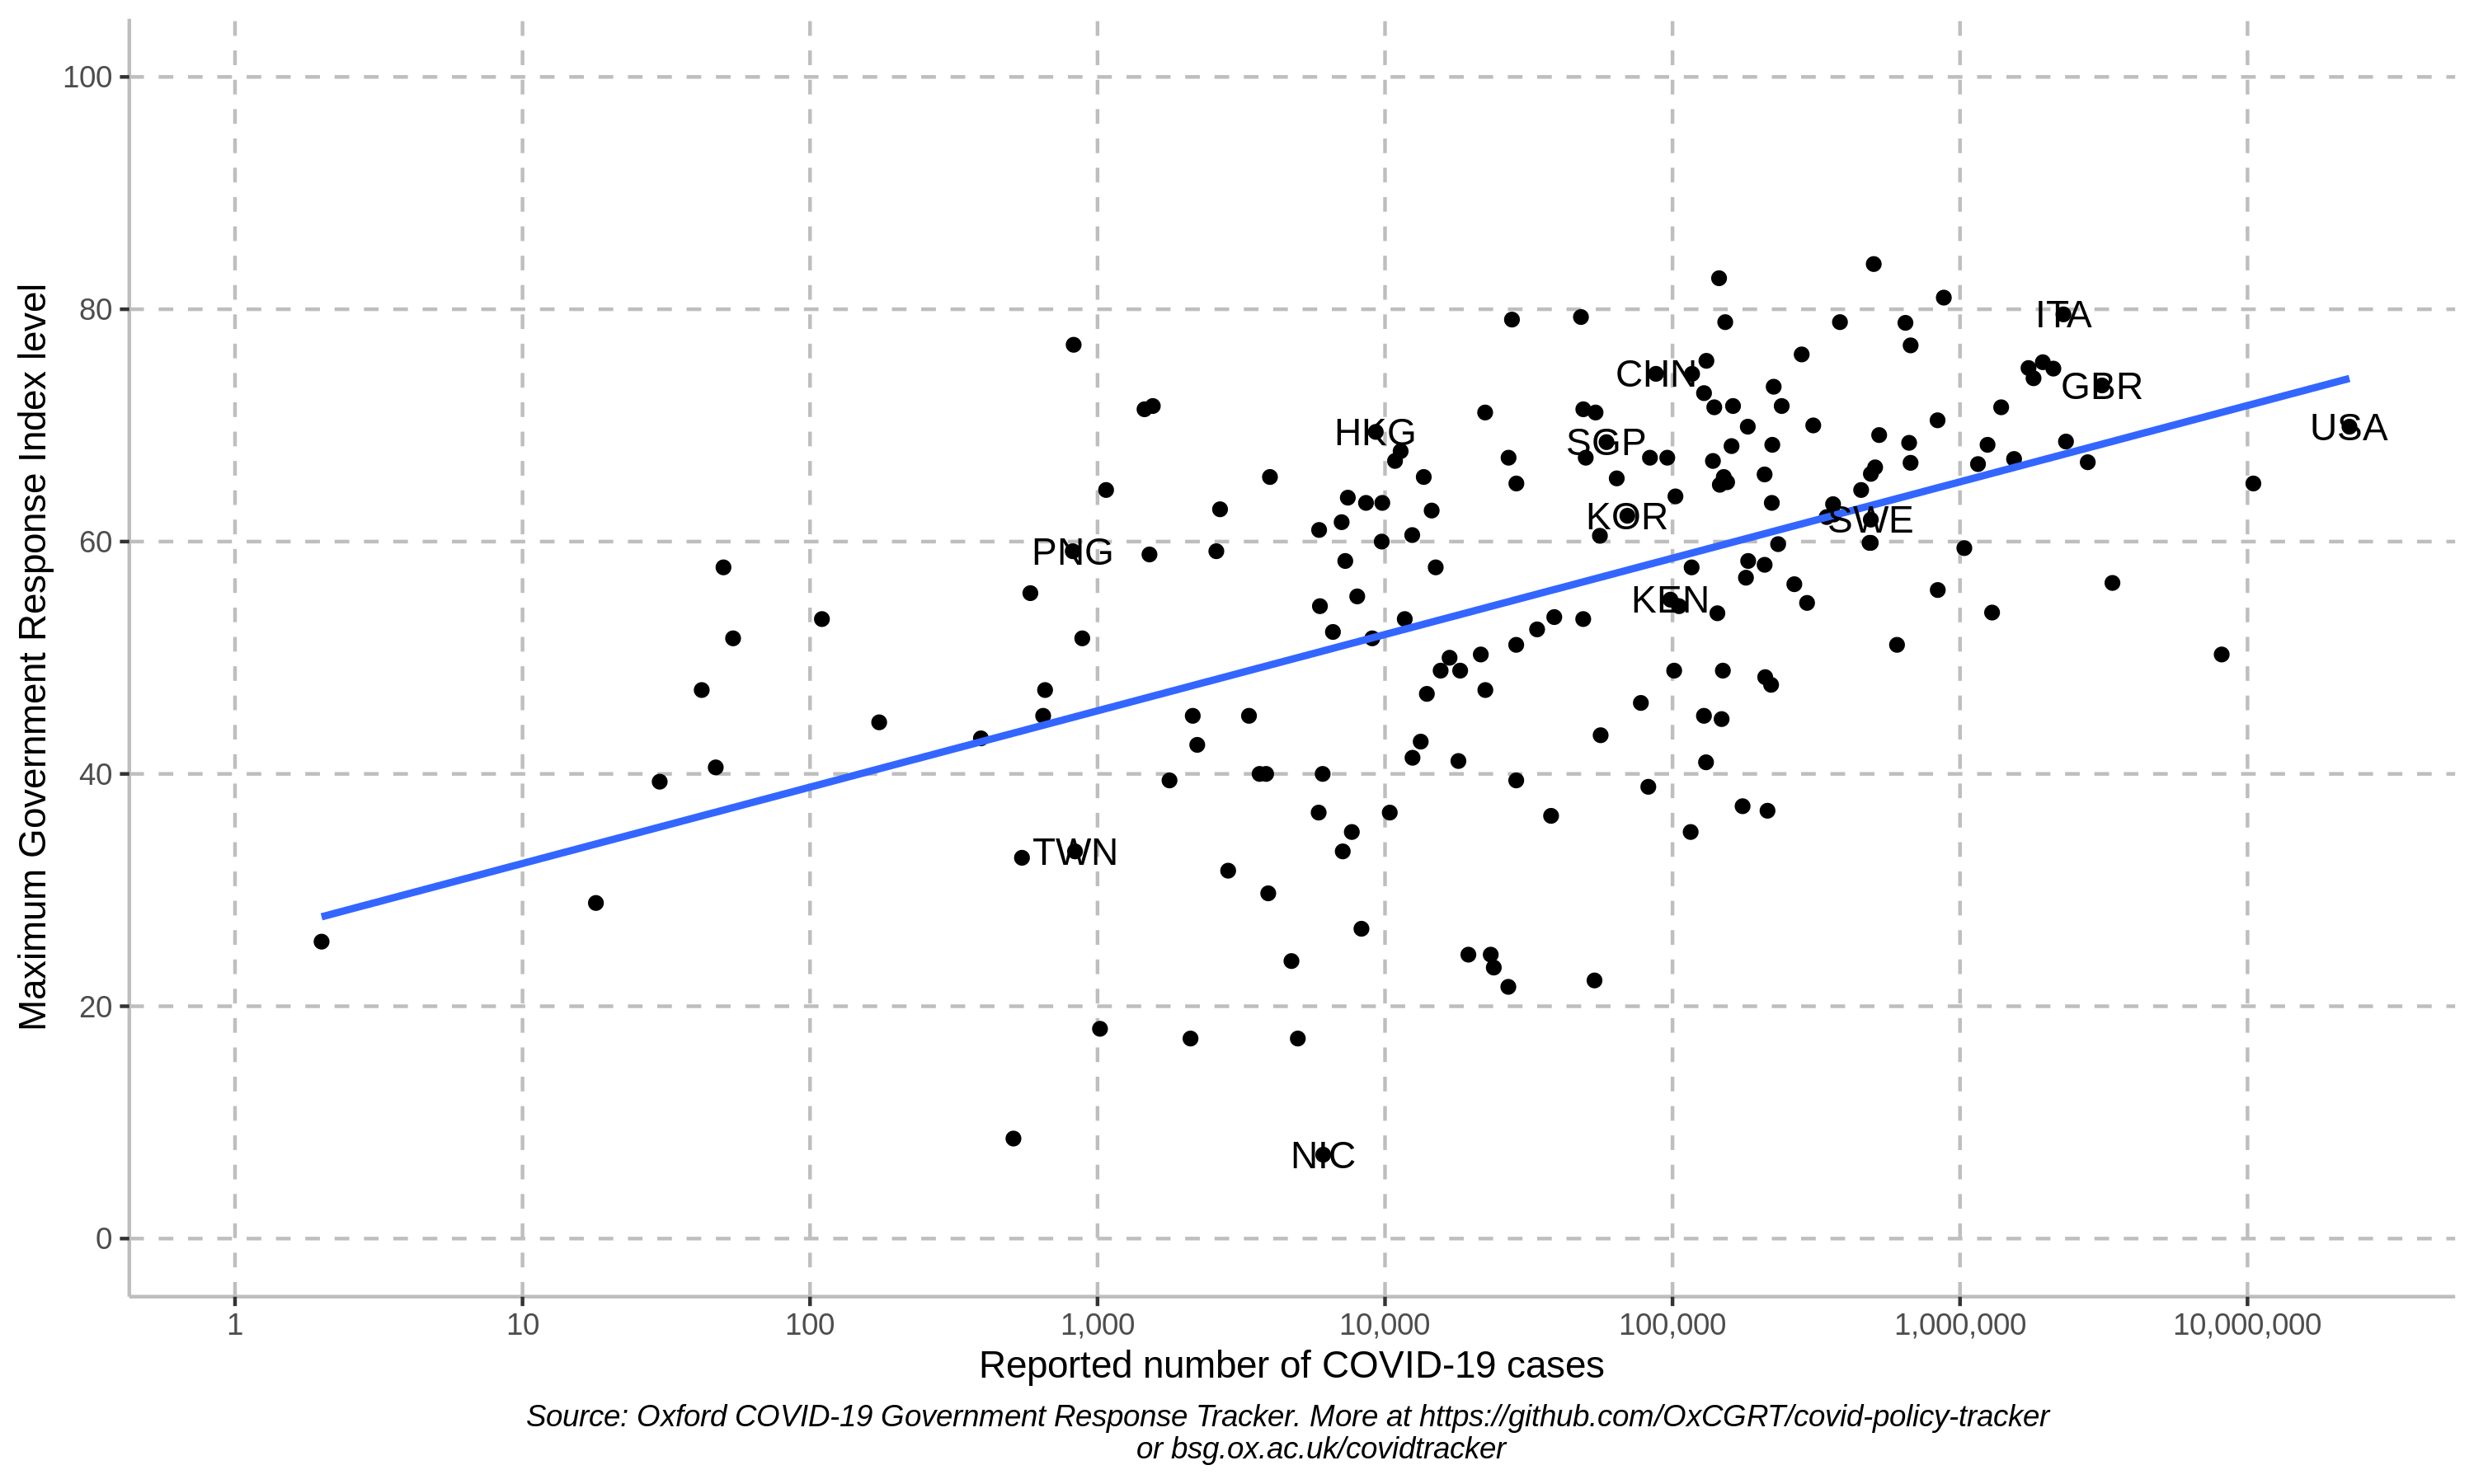 Maximum Government Response Index level
100
80
60
40
20
0
ITA
CHN
GBR
HKG
SGP
USA
KOR
SWE
PNG
KEN
TWN
NIC
1 10 100 1,000 10,000 100,000 1,000,000 10,000,000
Reported number of COVID-19 cases
Source: Oxford COVID-19 Government Response Tracker. More at https://github.com/OxCGRT/covid-policy-tracker
or bsg.ox.ac.uk/covidtracker